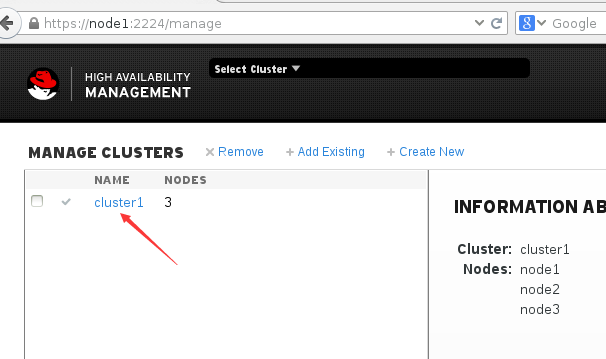 https://node1:2224/manage
Google
HIGH AVAILABILITY
MANAGEMENT
Select Cluster
MANAGE CLUSTERS
Remove
Add Existing
Create New
NAME NODES
cluster1 3
INFORMATION AB
Cluster: cluster1
Nodes: node1
node2
node3